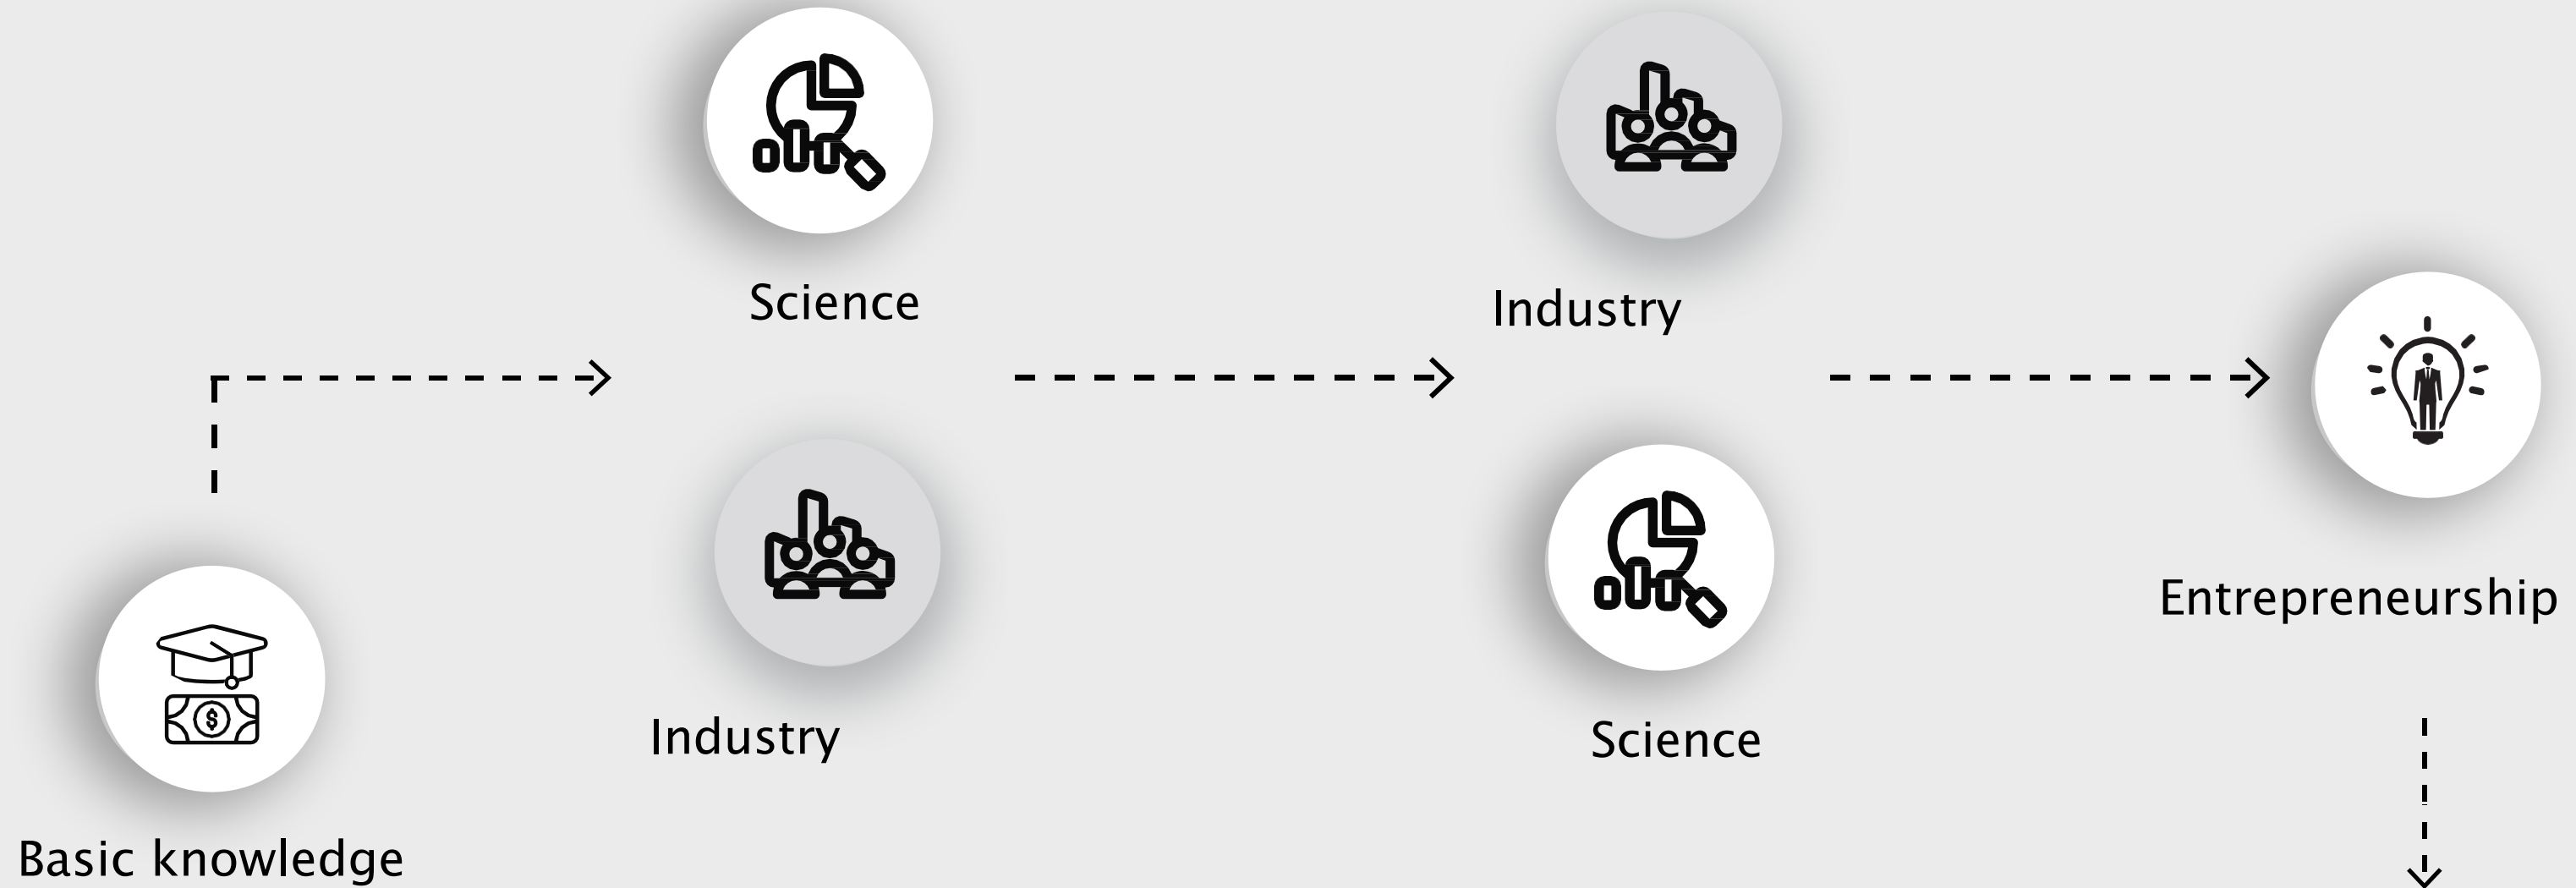 Science
Industry
Industry
Science
Entrepreneurship
Basic knowledge
$